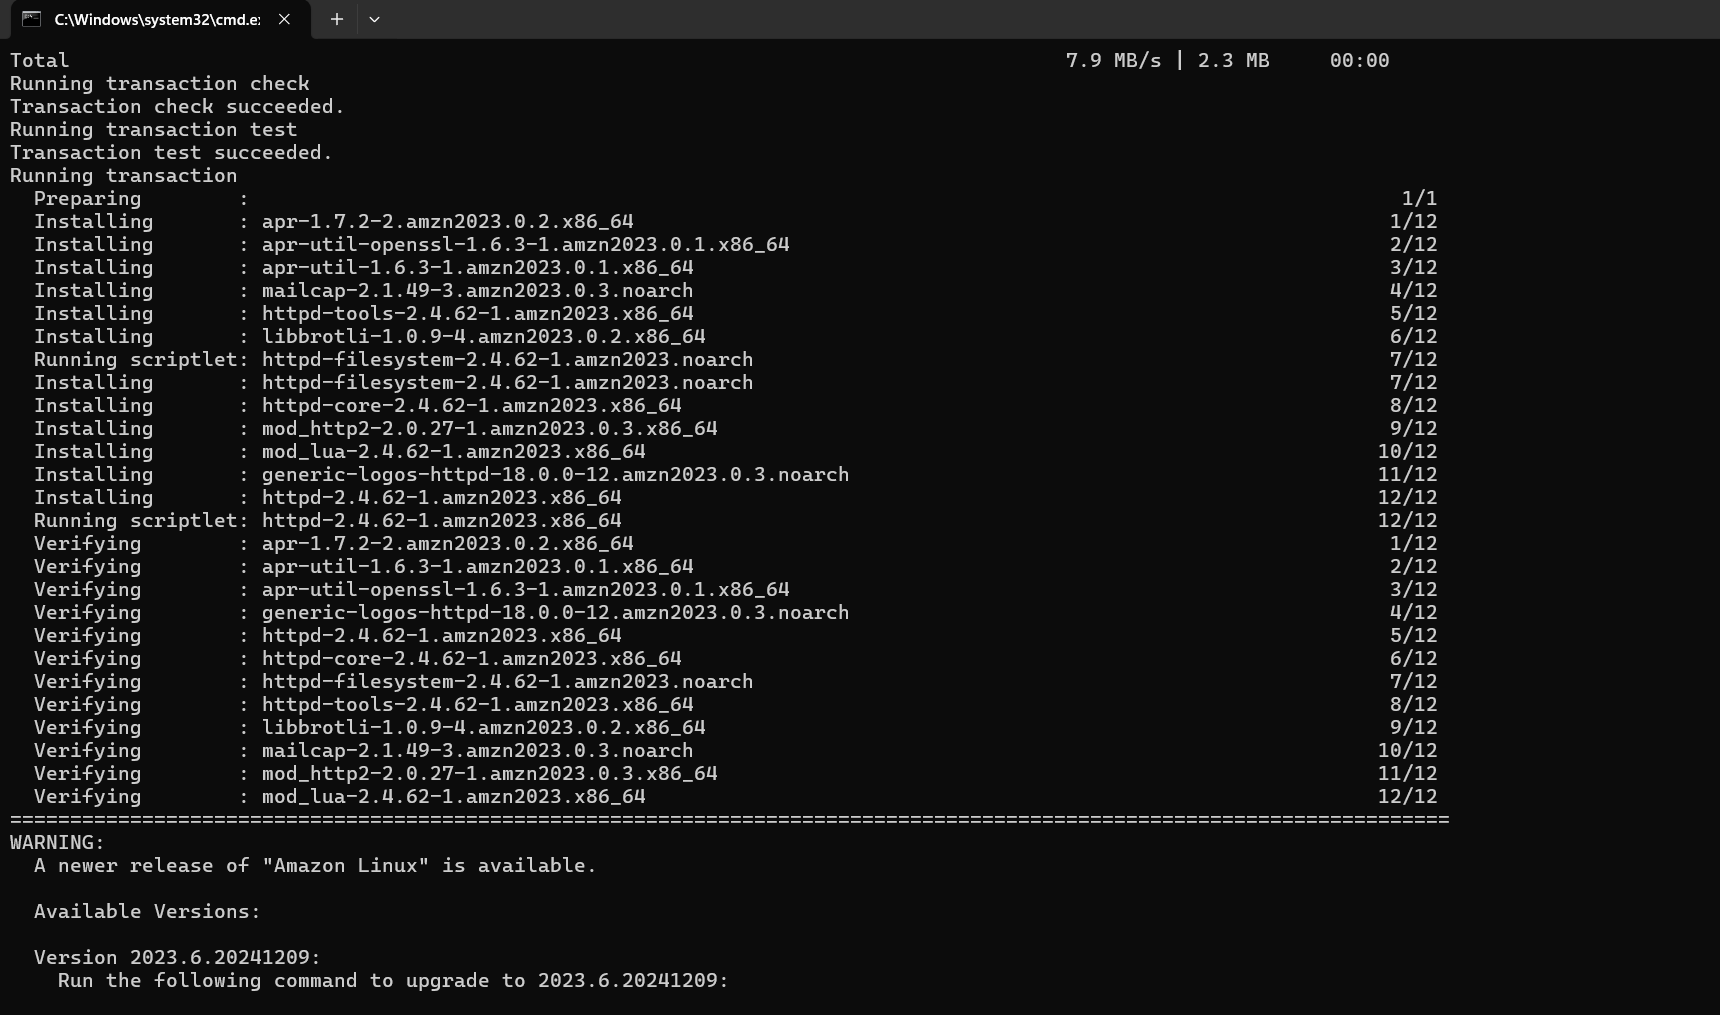 C:\Windows\system32\cmd.e
Total 7.9 MB/s | 2.3 MB 00:00
Running transaction check
Transaction check succeeded.
Running transaction test
Transaction test succeeded.
Running transaction
Preparing : 1/1
Installing : apr-1.7.2-2.amzn2023.0.2.x86_64 1/12
Installing : apr-util-openssl-1.6.3-1.amzn2023.0.1.x86_64 2/12
Installing : apr-util-1.6.3-1.amzn2023.0.1.x86_64 3/12
Installing : mailcap-2.1.49-3.amzn2023.0.3.noarch 4/12
Installing : httpd-tools-2.4.62-1.amzn2023.x86_64 5/12
Installing : libbrotli-1.0.9-4.amzn2023.0.2.x86_64 6/12
Running scriptlet: httpd-filesystem-2.4.62-1.amzn2023.noarch 7/12
Installing : httpd-filesystem-2.4.62-1.amzn2023.noarch 7/12
Installing : httpd-core-2.4.62-1.amzn2023.x86_64 8/12
Installing : mod_http2-2.0.27-1.amzn2023.0.3.x86_64 9/12
Installing : mod_lua-2.4.62-1.amzn2023.x86_64 10/12
Installing : generic-logos-httpd-18.0.0-12.amzn2023.0.3.noarch 11/12
Installing : httpd-2.4.62-1.amzn2023.x86_64 12/12
Running scriptlet: httpd-2.4.62-1.amzn2023.x86_64 12/12
Verifying : apr-1.7.2-2.amzn2023.0.2.x86_64 1/12
Verifying : apr-util-1.6.3-1.amzn2023.0.1.x86_64 2/12
Verifying : apr-util-openssl-1.6.3-1.amzn2023.0.1.x86_64 3/12
Verifying : generic-logos-httpd-18.0.0-12.amzn2023.0.3.noarch 4/12
Verifying : httpd-2.4.62-1.amzn2023.x86_64 5/12
Verifying : httpd-core-2.4.62-1.amzn2023.x86_64 6/12
Verifying : httpd-filesystem-2.4.62-1.amzn2023.noarch 7/12
Verifying : httpd-tools-2.4.62-1.amzn2023.x86_64 8/12
Verifying : libbrotli-1.0.9-4.amzn2023.0.2.x86_64 9/12
Verifying : mailcap-2.1.49-3.amzn2023.0.3.noarch 10/12
Verifying : mod_http2-2.0.27-1.amzn2023.0.3.x86_64 11/12
Verifying : mod_lua-2.4.62-1.amzn2023.x86_64 12/12
========================================================================================================================
WARNING:
A newer release of "Amazon Linux" is available.
Available Versions:
Version 2023.6.20241209:
Run the following command to upgrade to 2023.6.20241209: